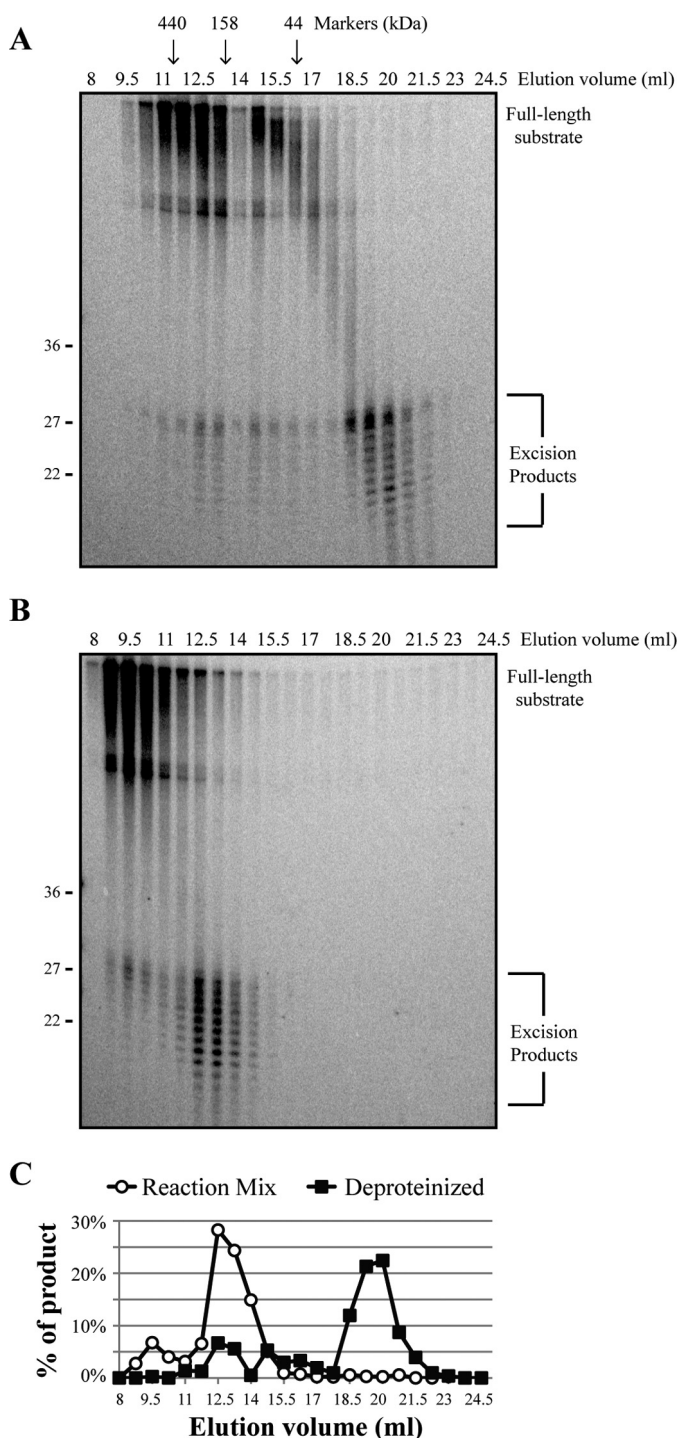 440 158 44 Markers (kDa)
A
8 9.5 11 12.5 14 15.5 17 18.5 20 21.5 23 24.5 Elution volume (ml)
Full-length
substrate
36
27
22
Excision
Products
B
8 9.5 11 12.5 14 15.5 17 18.5 20 21.5 23 24.5 Elution volume (ml)
Full-length
substrate
36
27
22
Excision
Products
C
Reaction Mix Deproteinized
30%
20%
10%
0%
% of product
8 9.5 11 12.5 14 15.5 17 18.5 20 21.5 23 24.5
Elution volume (ml)